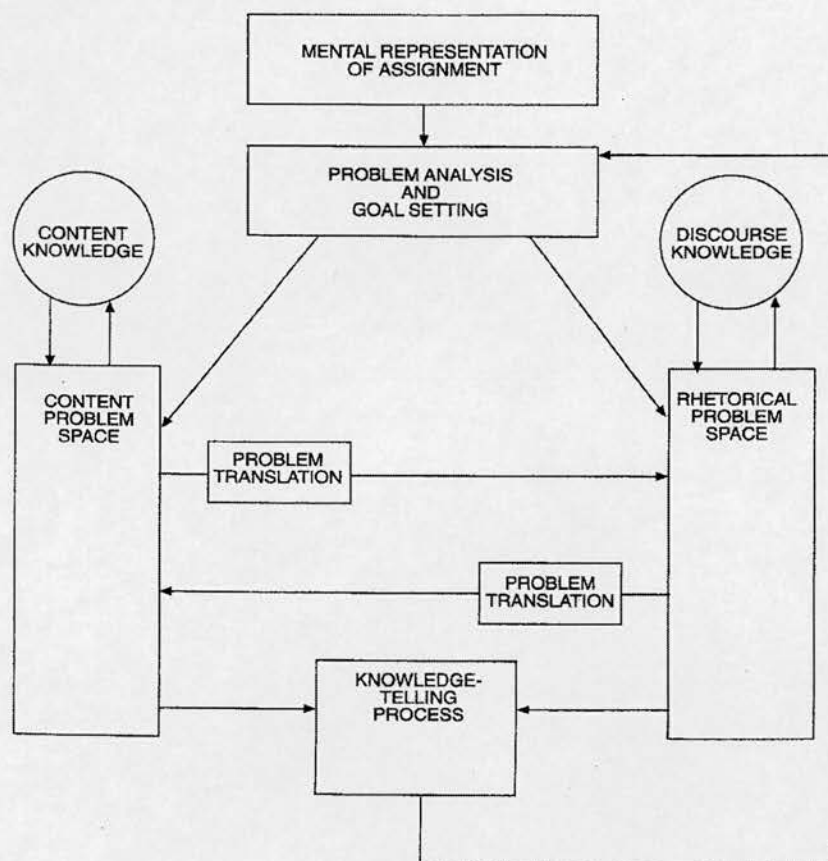 MENTAL REPRESENTATION
OF ASSIGNMENT
PROBLEM ANALYSIS
AND
GOAL SETTING
CONTENT
KNOWLEDGE
DISCOURSE
KNOWLEDGE
CONTENT
PROBLEM
SPACE
RHETORICAL
PROBLEM
SPACE
PROBLEM
TRANSLATION
PROBLEM
TRANSLATION
KNOWLEDGE-
TELLING
PROCESS